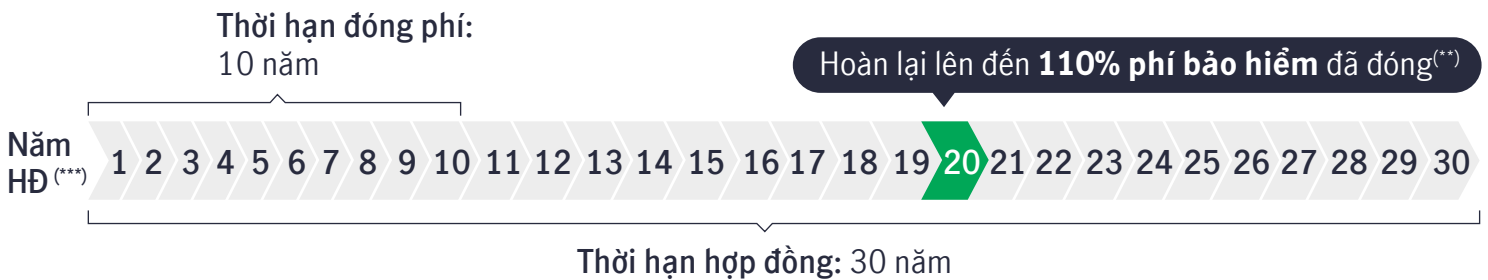 Thời hạn đóng phí:
10 năm
Hoàn lại lên đến 110% phí bảo hiểm đã đóng(**)
Năm
HĐ (***)
1 2 3 4 5 6 7 8 9 10 11 12 13 14 15 16 17 18 19 20 21 22 23 24 25 26 27 28 29 30
Thời hạn hợp đồng: 30 năm